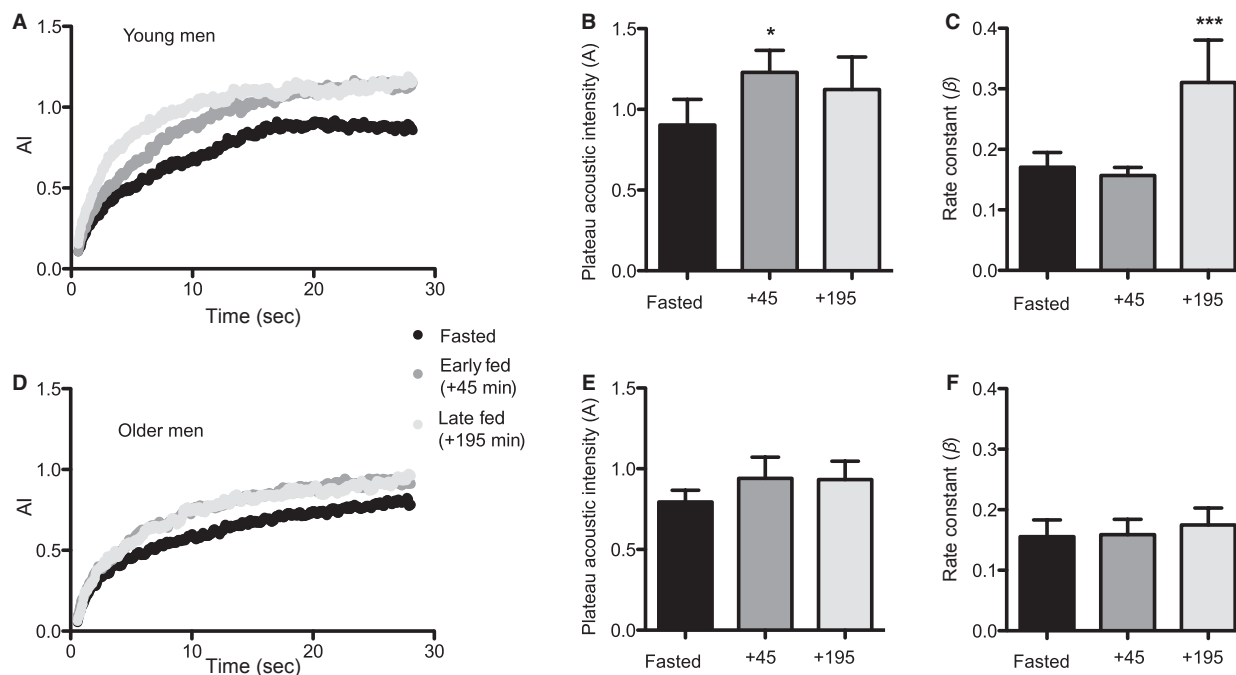 A
1.5
1.0
0.5
0.0
AI
Young men
0
10
20
30
Time (sec)
B
1.5
1.0
0.5
0.0
Plateau acoustic intensity (A)
*
Fasted
+45
+195
C
0.4
0.3
0.2
0.1
0.0
Rate constant (β)
***
Fasted
+45
+195
Fasted
Early fed
(+45 min)
Late fed
(+195 min)
D
1.5
1.0
0.5
0.0
AI
Older men
0
10
20
30
Time (sec)
E
1.5
1.0
0.5
0.0
Plateau acoustic intensity (A)
Fasted
+45
+195
F
0.4
0.3
0.2
0.1
0.0
Rate constant (β)
Fasted
+45
+195